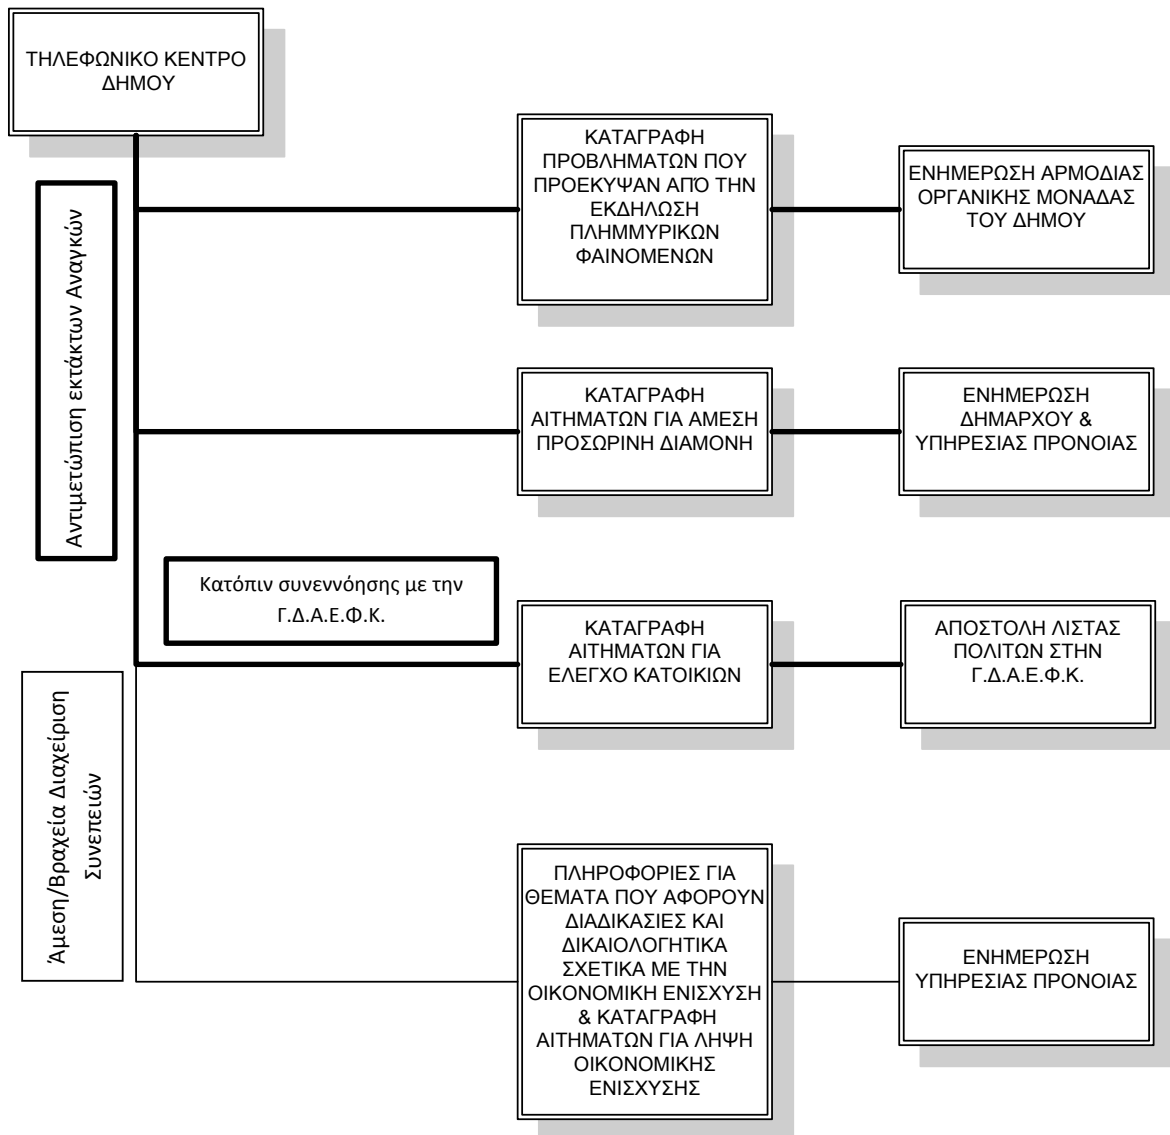 ΤΗΛΕΦΩΝΙΚΟ ΚΕΝΤΡΟ
ΔΗΜΟΥ
Αντιμετώπιση εκτάκτων Αναγκών
ΚΑΤΑΓΡΑΦΗ
ΠΡΟΒΛΗΜΑΤΩΝ ΠΟΥ
ΠΡΟΕΚΥΨΑΝ ΑΠΌ ΤΗΝ
ΕΚΔΗΛΩΣΗ
ΠΛΗΜΜΥΡΙΚΩΝ
ΦΑΙΝΟΜΕΝΩΝ
ΕΝΗΜΕΡΩΣΗ ΑΡΜΟΔΙΑΣ
ΟΡΓΑΝΙΚΗΣ ΜΟΝΑΔΑΣ
ΤΟΥ ΔΗΜΟΥ
ΚΑΤΑΓΡΑΦΗ
ΑΙΤΗΜΑΤΩΝ ΓΙΑ ΑΜΕΣΗ
ΠΡΟΣΩΡΙΝΗ ΔΙΑΜΟΝΗ
ΕΝΗΜΕΡΩΣΗ
ΔΗΜΑΡΧΟΥ &
ΥΠΗΡΕΣΙΑΣ ΠΡΟΝΟΙΑΣ
Κατόπιν συνεννόησης με την
Γ.Δ.Α.Ε.Φ.Κ.
ΚΑΤΑΓΡΑΦΗ
ΑΙΤΗΜΑΤΩΝ ΓΙΑ
ΕΛΕΓΧΟ ΚΑΤΟΙΚΙΩΝ
ΑΠΟΣΤΟΛΗ ΛΙΣΤΑΣ
ΠΟΛΙΤΩΝ ΣΤΗΝ
Γ.Δ.Α.Ε.Φ.Κ.
Άμεση/Βραχεία Διαχείριση
Συνεπειών
ΠΛΗΡΟΦΟΡΙΕΣ ΓΙΑ
ΘΕΜΑΤΑ ΠΟΥ ΑΦΟΡΟΥΝ
ΔΙΑΔΙΚΑΣΙΕΣ ΚΑΙ
ΔΙΚΑΙΟΛΟΓΗΤΙΚΑ
ΣΧΕΤΙΚΑ ΜΕ ΤΗΝ
ΟΙΚΟΝΟΜΙΚΗ ΕΝΙΣΧΥΣΗ
& ΚΑΤΑΓΡΑΦΗ
ΑΙΤΗΜΑΤΩΝ ΓΙΑ ΛΗΨΗ
ΟΙΚΟΝΟΜΙΚΗΣ
ΕΝΙΣΧΥΣΗΣ
ΕΝΗΜΕΡΩΣΗ
ΥΠΗΡΕΣΙΑΣ ΠΡΟΝΟΙΑΣ